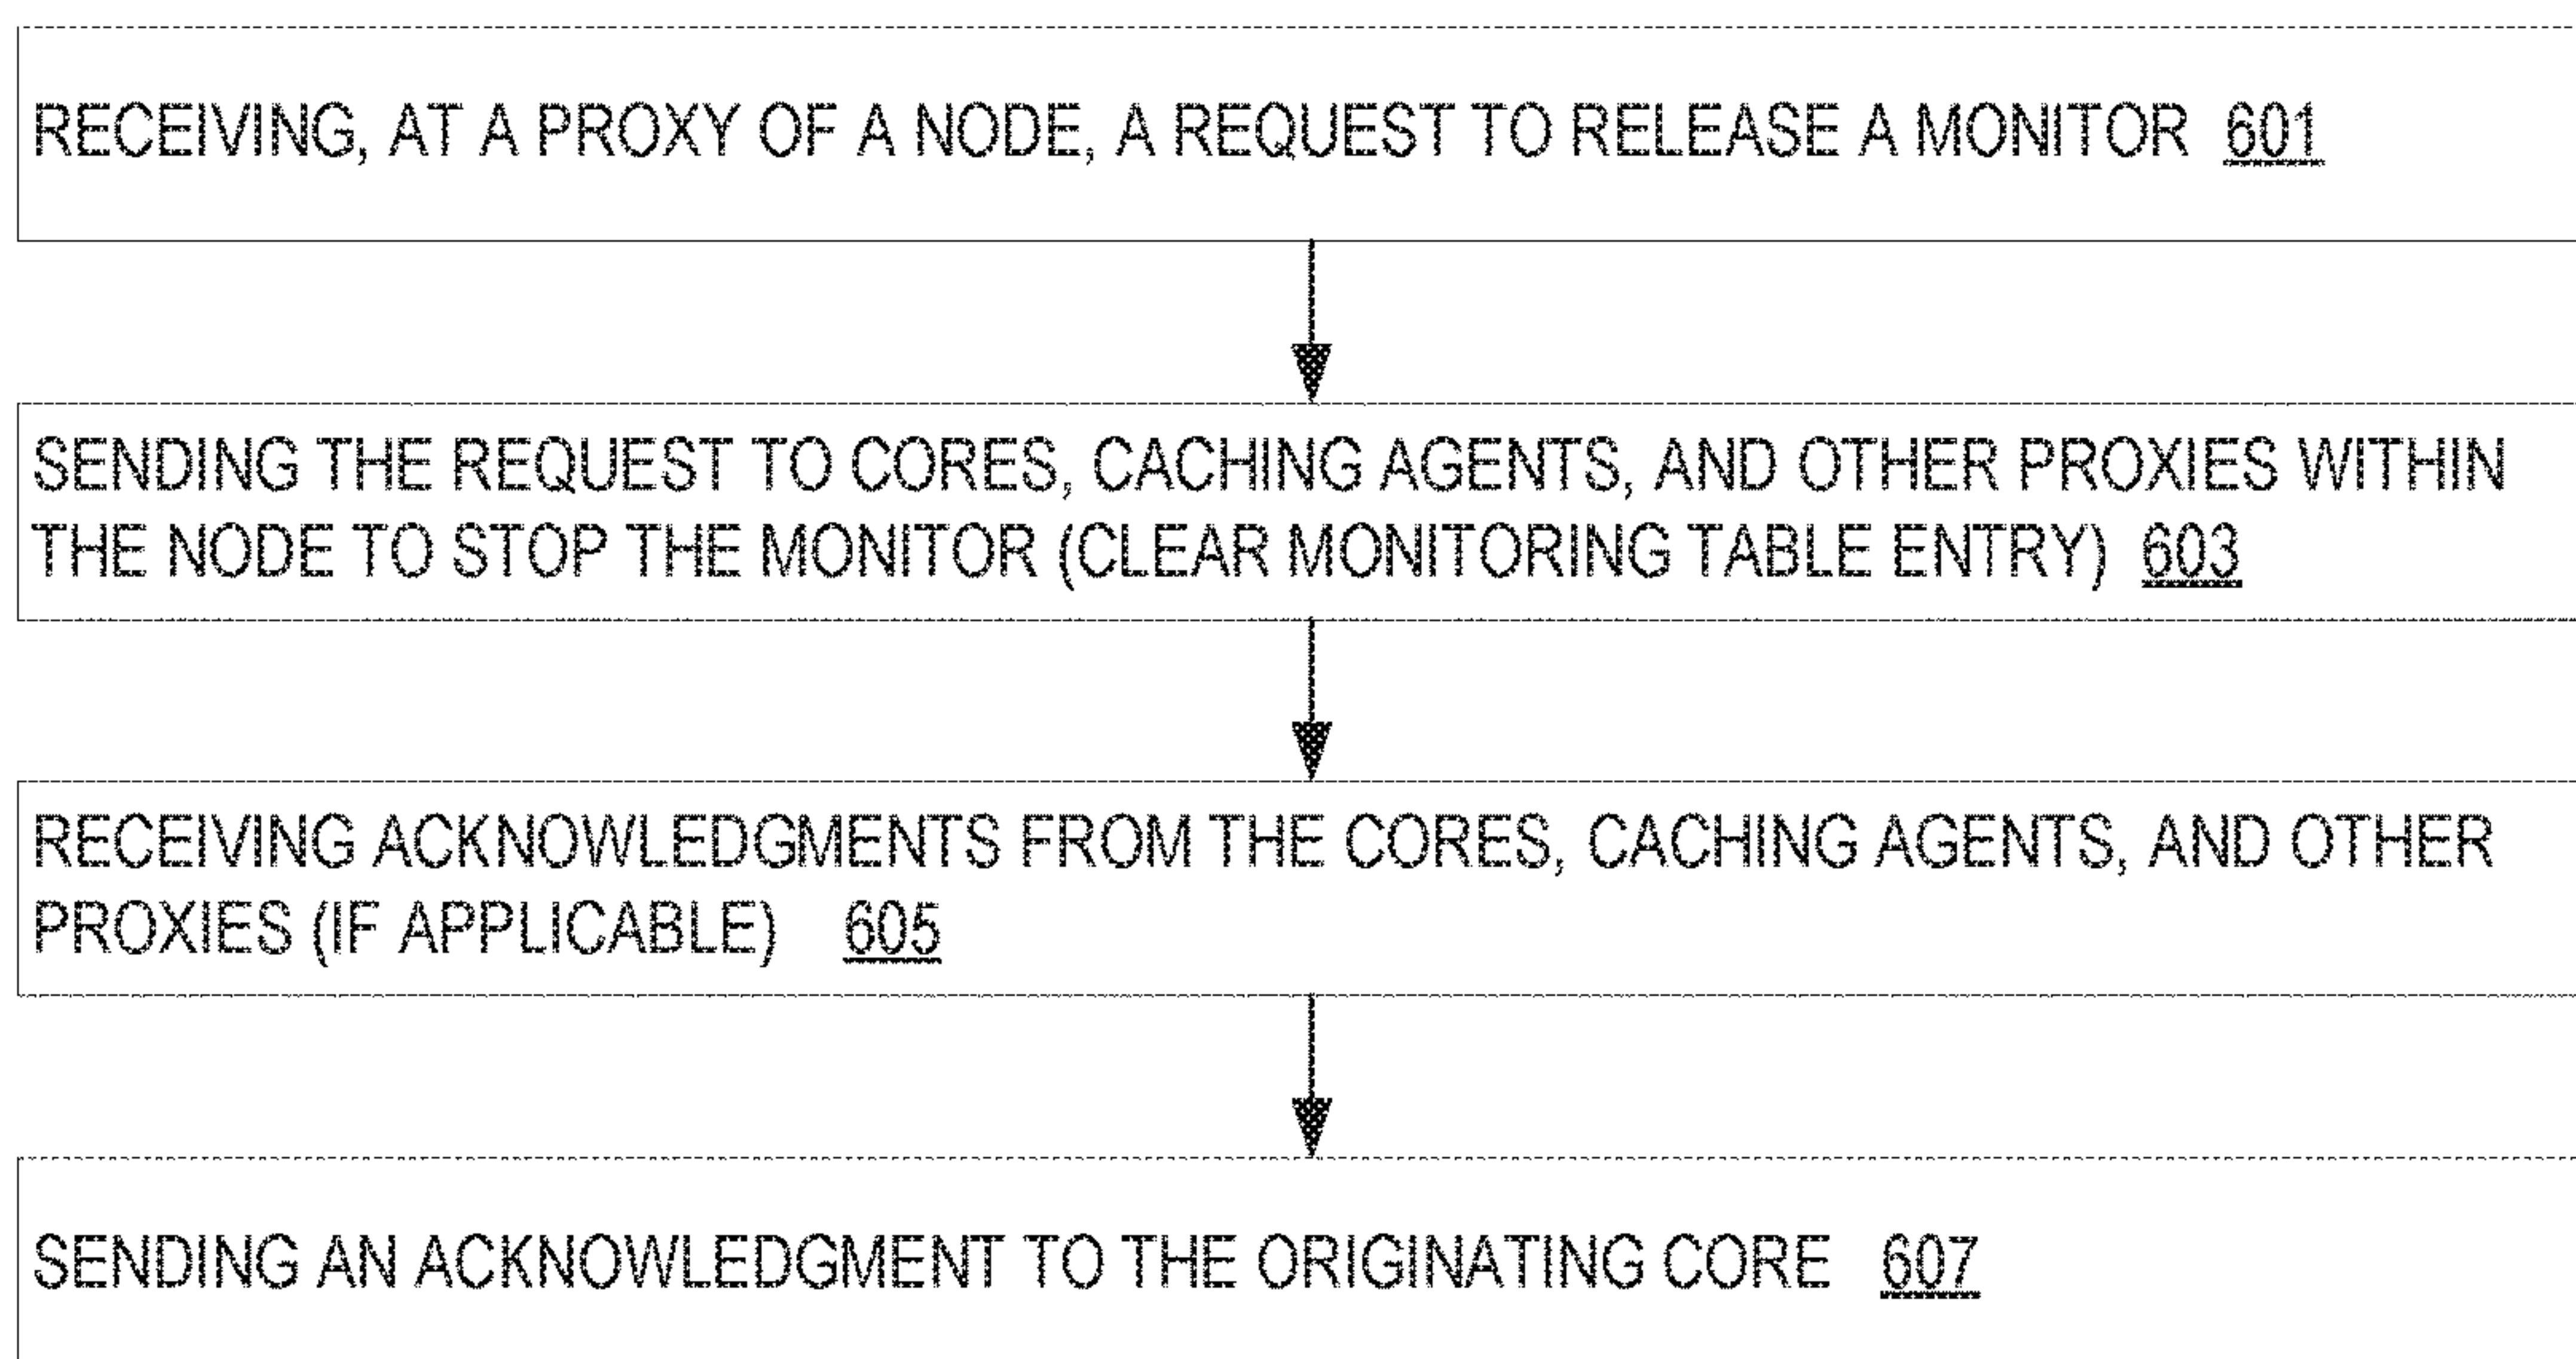 RECEIVING, AT A PROXY OF A NODE, A REQUEST TO RELEASE A MONITOR 601
SENDING THE REQUEST TO CORES, CACHING AGENTS, AND OTHER PROXIES WITHIN
THE NODE TO STOP THE MONITOR (CLEAR MONITORING TABLE ENTRY) 603
RECEIVING ACKNOWLEDGMENTS FROM THE CORES, CACHING AGENTS, AND OTHER
PROXIES (IF APPLICABLE) 605
SENDING AN ACKNOWLEDGMENT TO THE ORIGINATING CORE 607